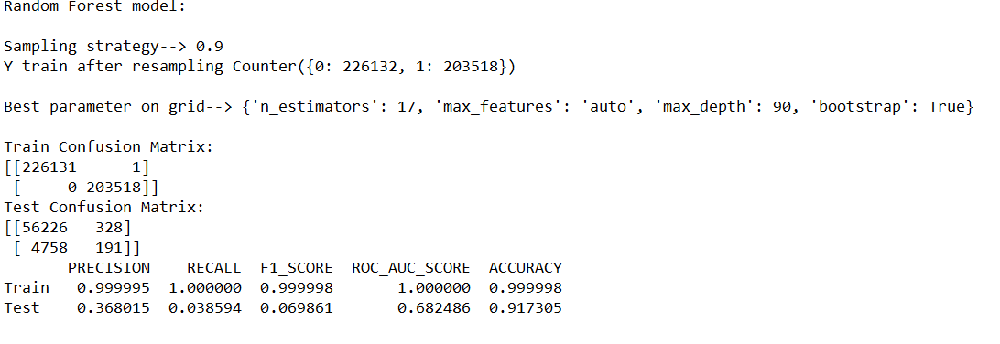 Random Forest model:
Sampling strategy--> 0.9
Y train after resampling Counter({0: 226132, 1: 203518})
Best parameter on grid--> {'n_estimators': 17, 'max_features': 'auto', 'max_depth': 90, 'bootstrap': True}
Train Confusion Matrix:
[[226131      1]
 [     0 203518]]
Test Confusion Matrix:
[[56226   328]
 [ 4758   191]]
       PRECISION    RECALL  F1_SCORE  ROC_AUC_SCORE  ACCURACY
Train   0.999995  1.000000  0.999998       1.000000  0.999998
Test    0.368015  0.038594  0.069861       0.682486  0.917305